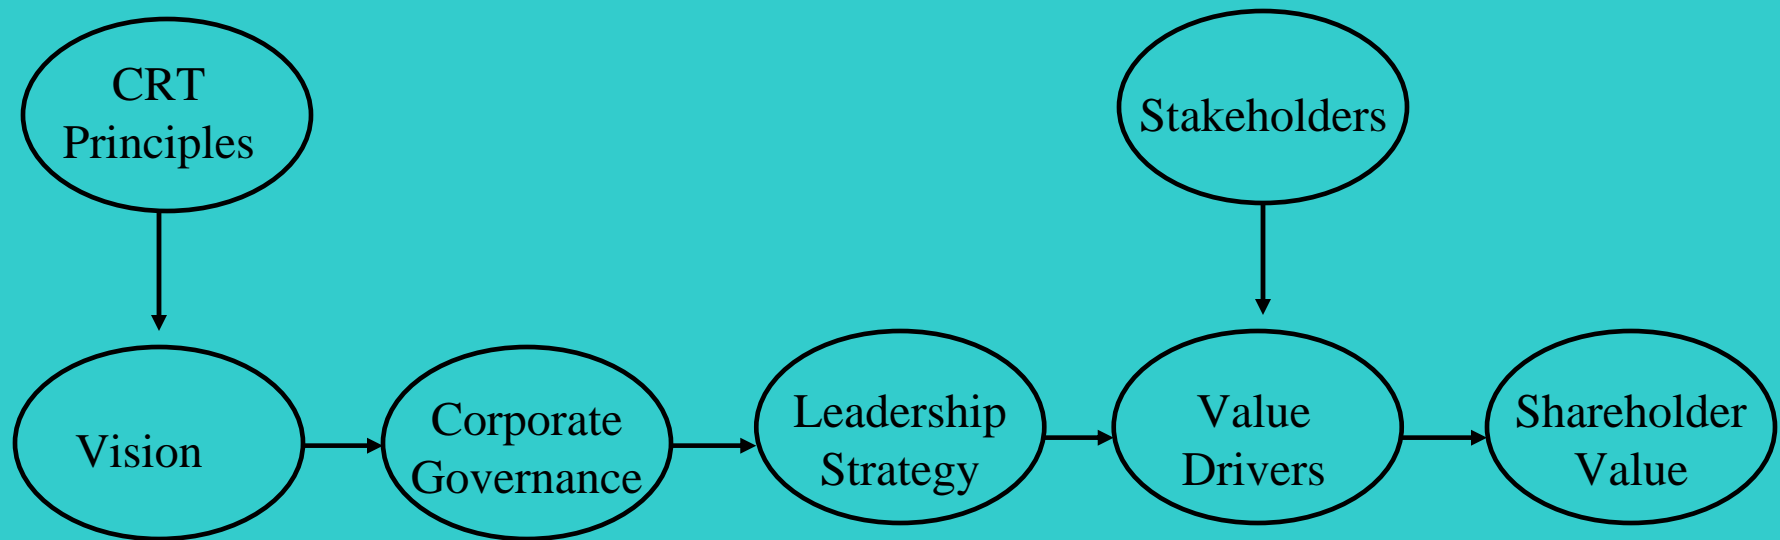 CRT
Principles
Stakeholders
Vision
Corporate
Governance
Leadership
Strategy
Value
Drivers
Shareholder
Value